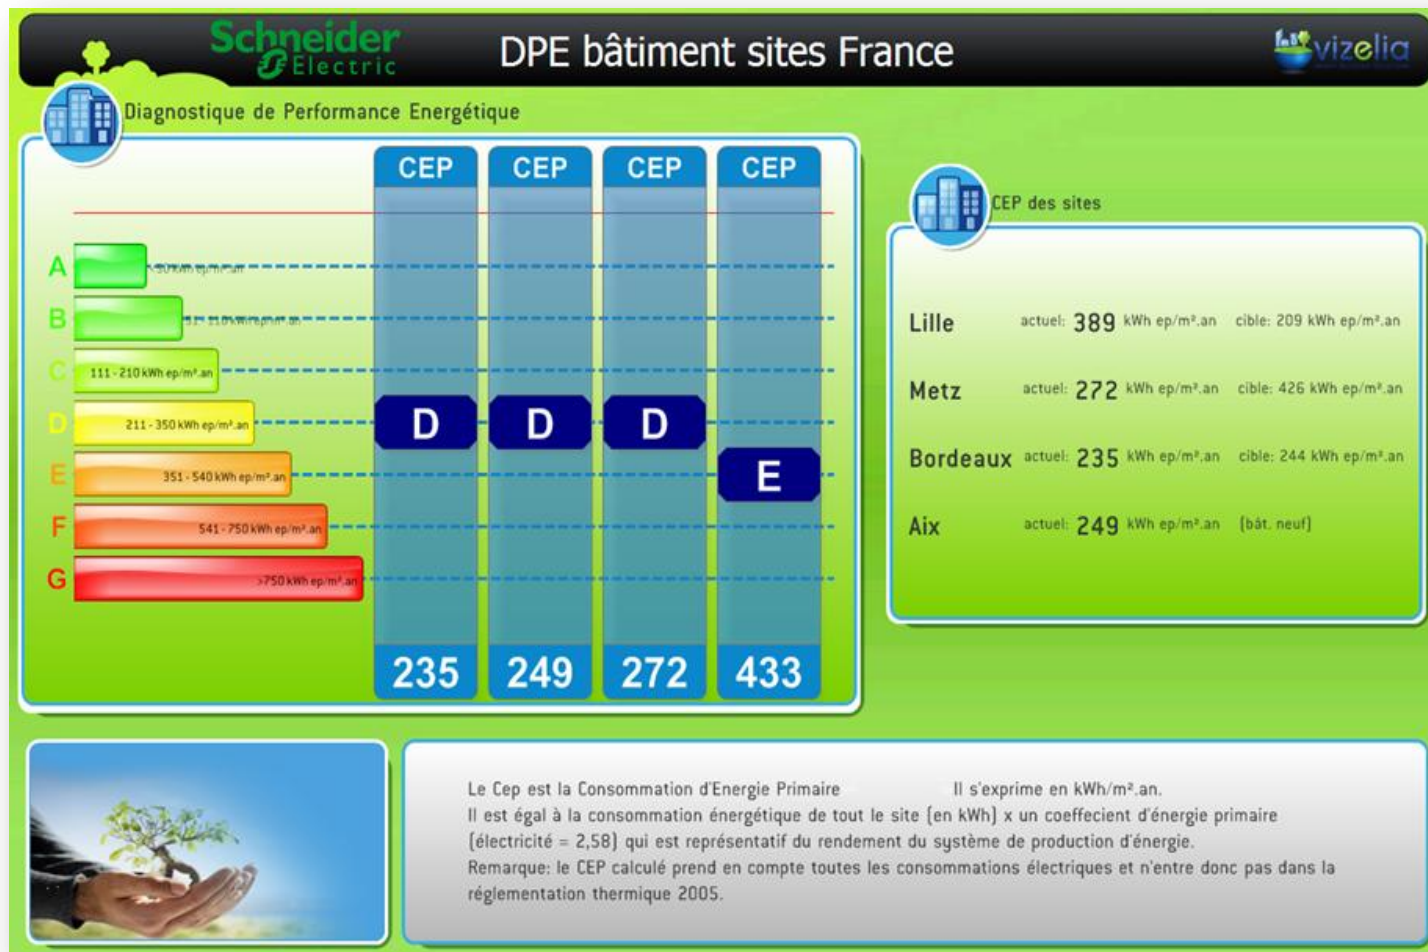 Schneider Electric
DPE bâtiment sites France
vizelia
Diagnostique de Performance Energétique
CEP CEP CEP CEP
A
B
C 111 - 210 kWh ep/m².an
D 211 - 350 kWh ep/m².an D D D
E 351 - 540 kWh ep/m².an E
F 541 - 750 kWh ep/m².an
G >750 kWh ep/m².an
235 249 272 433
CEP des sites
Lille actuel: 389 kWh ep/m².an cible: 209 kWh ep/m².an
Metz actuel: 272 kWh ep/m².an cible: 426 kWh ep/m².an
Bordeaux actuel: 235 kWh ep/m².an cible: 244 kWh ep/m².an
Aix actuel: 249 kWh ep/m².an (bât. neuf)
Le Cep est la Consommation d'Energie Primaire Il s'exprime en kWh/m².an.
Il est égal à la consommation énergétique de tout le site (en kWh) x un coeffecient d'énergie primaire
(électricité = 2,58) qui est représentatif du rendement du système de production d'énergie.
Remarque: le CEP calculé prend en compte toutes les consommations électriques et n'entre donc pas dans la
réglementation thermique 2005.